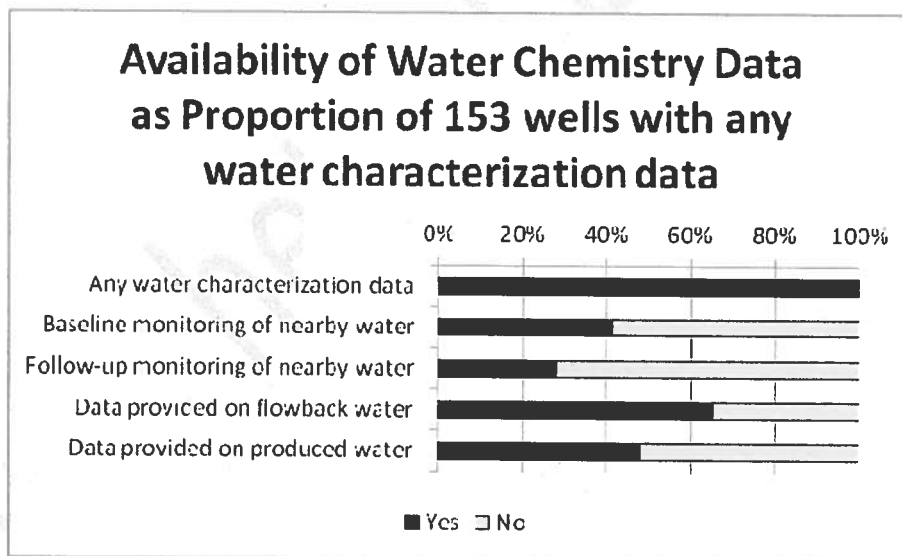 Availability of Water Chemistry Data
as Proportion of 153 wells with any
water characterization data
0% 20% 40% 60% 80% 100%
Any water characterization data
Baseline monitoring of nearby water
Follow-up monitoring of nearby water
Data provided on flowback water
Data provided on produced water
Yes No